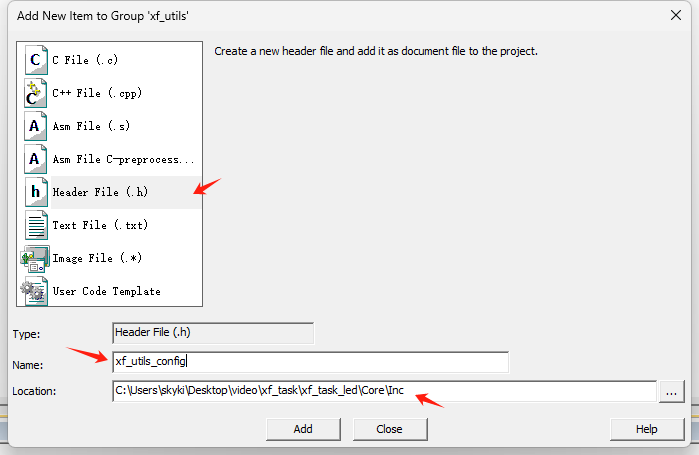 Add New Item to Group 'xf_utils'
C File (.c)
C++ File (.cpp)
Asm File (.s)
Asm File C-preprocess...
Header File (.h)
Text File (.txt)
Image File (.*)
User Code Template
Create a new header file and add it as document file to the project.
Type:
Header File (.h)
Name:
xf_utils_config
Location:
C:\Users\skyki\Desktop\video\xf_task\xf_task_led\Core\Inc
...
Add
Close
Help